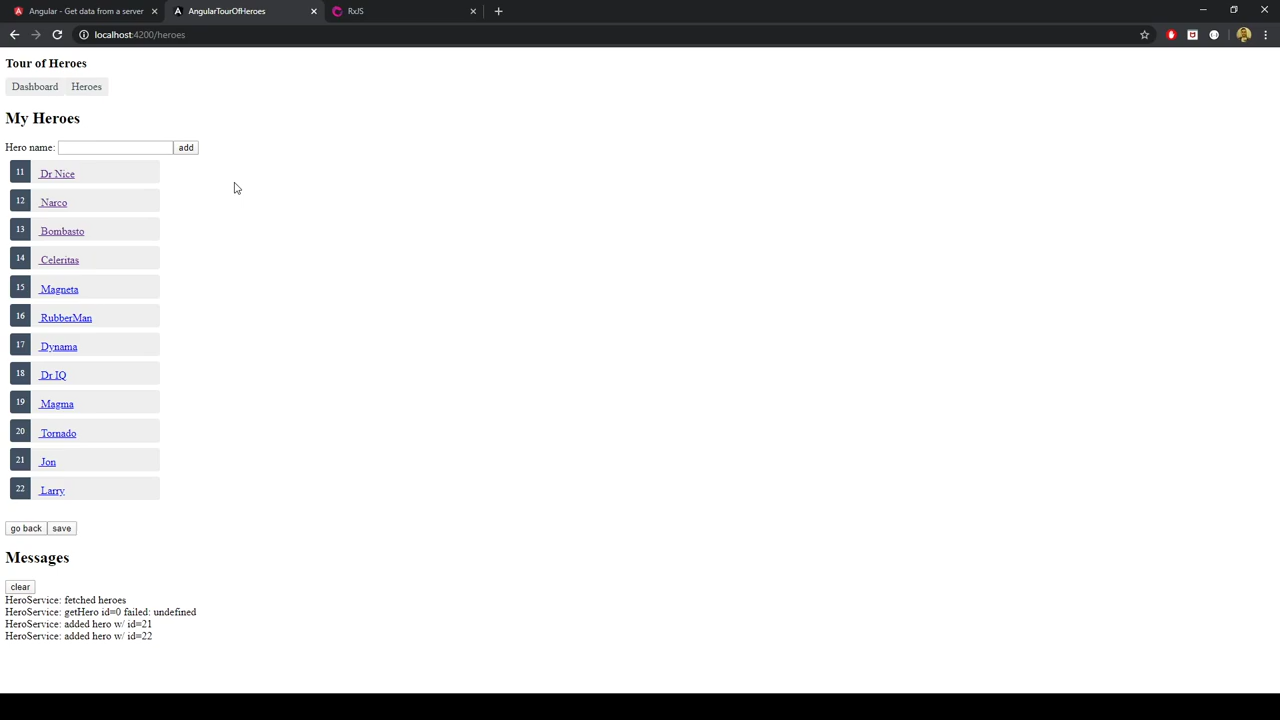 Angular - Get data from a server
AngularTourOfHeroes
RxJS
localhost:4200/heroes
Tour of Heroes
Dashboard Heroes
My Heroes
Hero name: add
11 Dr Nice
12 Narco
13 Bombasto
14 Celeritas
15 Magneta
16 RubberMan
17 Dynama
18 Dr IQ
19 Magma
20 Tornado
21 Jon
22 Larry
go back save
Messages
clear
HeroService: fetched heroes
HeroService: getHero id=0 failed: undefined
HeroService: added hero w/ id=21
HeroService: added hero w/ id=22